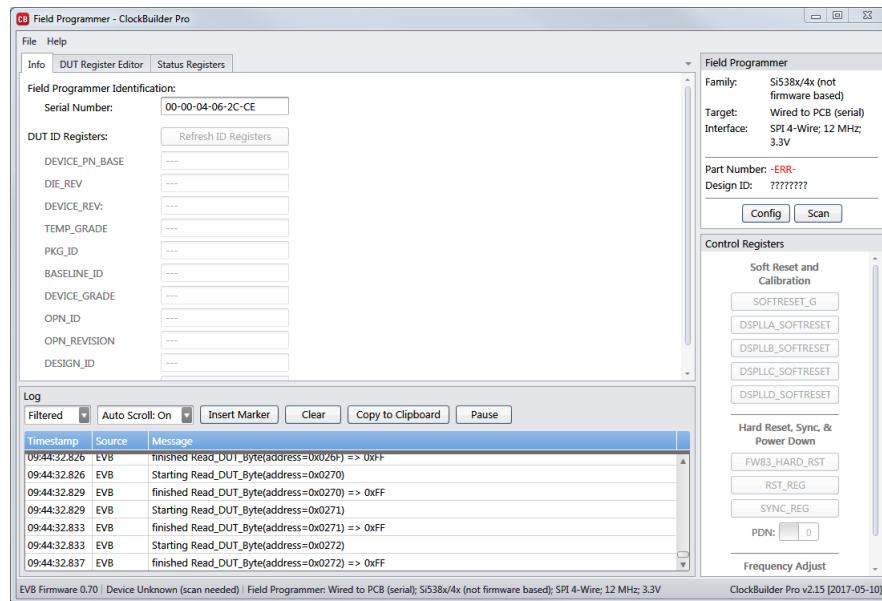 CB Field Programmer - ClockBuilder Pro
File Help
Info DUT Register Editor Status Registers
Field Programmer Identification:
Serial Number: 00-00-04-06-2C-CE
DUT ID Registers: Refresh ID Registers
DEVICE_PN_BASE ---
DIE_REV ---
DEVICE_REV: ---
TEMP_GRADE ---
PKG_ID ---
BASELINE_ID ---
DEVICE_GRADE ---
OPN_ID ---
OPN_REVISION ---
DESIGN_ID ---
Field Programmer
Family: Si538x/4x (not
firmware based)
Target: Wired to PCB (serial)
Interface: SPI 4-Wire; 12 MHz;
3.3V
Part Number: -ERR-
Design ID: ????????
Config Scan
Control Registers
Soft Reset and
Calibration
SOFTRESET_G
DSPLLA_SOFTRESET
DSPLLB_SOFTRESET
DSPLLC_SOFTRESET
DSPLLD_SOFTRESET
Hard Reset, Sync, &
Power Down
FW83_HARD_RST
RST_REG
SYNC_REG
PDN: 0
Frequency Adjust
Log
Filtered Auto Scroll: On Insert Marker Clear Copy to Clipboard Pause
Timestamp Source Message
09:44:32.826 EVB finished Read_DUT_Byte(address=0x026F) => 0xFF
09:44:32.826 EVB Starting Read_DUT_Byte(address=0x0270)
09:44:32.829 EVB finished Read_DUT_Byte(address=0x0270) => 0xFF
09:44:32.829 EVB Starting Read_DUT_Byte(address=0x0271)
09:44:32.833 EVB finished Read_DUT_Byte(address=0x0271) => 0xFF
09:44:32.833 EVB Starting Read_DUT_Byte(address=0x0272)
09:44:32.837 EVB finished Read_DUT_Byte(address=0x0272) => 0xFF
EVB Firmware 0.70 Device Unknown (scan needed) Field Programmer: Wired to PCB (serial); Si538x/4x (not firmware based); SPI 4-Wire; 12 MHz; 3.3V ClockBuilder Pro v2.15 [2017-05-10]